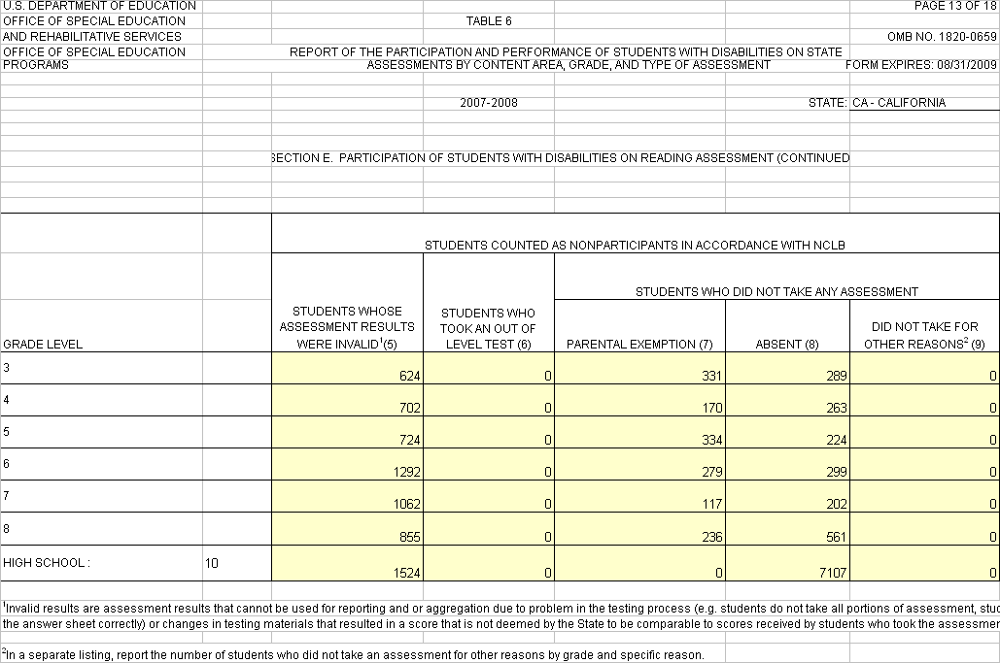 U.S. DEPARTMENT OF EDUCATION PAGE 13 OF 18
OFFICE OF SPECIAL EDUCATION TABLE 6
AND REHABILITATIVE SERVICES OMB NO. 1820-0659
OFFICE OF SPECIAL EDUCATION REPORT OF THE PARTICIPATION AND PERFORMANCE OF STUDENTS WITH DISABILITIES ON STATE
PROGRAMS ASSESSMENTS BY CONTENT AREA, GRADE, AND TYPE OF ASSESSMENT FORM EXPIRES: 08/31/2009
2007-2008 STATE: CA - CALIFORNIA
SECTION E. PARTICIPATION OF STUDENTS WITH DISABILITIES ON READING ASSESSMENT (CONTINUED
STUDENTS COUNTED AS NONPARTICIPANTS IN ACCORDANCE WITH NCLB
STUDENTS WHO DID NOT TAKE ANY ASSESSMENT
STUDENTS WHOSE
ASSESSMENT RESULTS
WERE INVALID¹(5)
STUDENTS WHO
TOOK AN OUT OF
LEVEL TEST (6)
DID NOT TAKE FOR
OTHER REASONS² (9)
GRADE LEVEL PARENTAL EXEMPTION (7) ABSENT (8)
3 624 0 331 289 0
4 702 0 170 263 0
5 724 0 334 224 0
6 1292 0 279 299 0
7 1062 0 117 202 0
8 855 0 236 561 0
HIGH SCHOOL : 10 1524 0 0 7107 0
¹Invalid results are assessment results that cannot be used for reporting and or aggregation due to problem in the testing process (e.g. students do not take all portions of assessment, stuc
the answer sheet correctly) or changes in testing materials that resulted in a score that is not deemed by the State to be comparable to scores received by students who took the assessmer
²In a separate listing, report the number of students who did not take an assessment for other reasons by grade and specific reason.